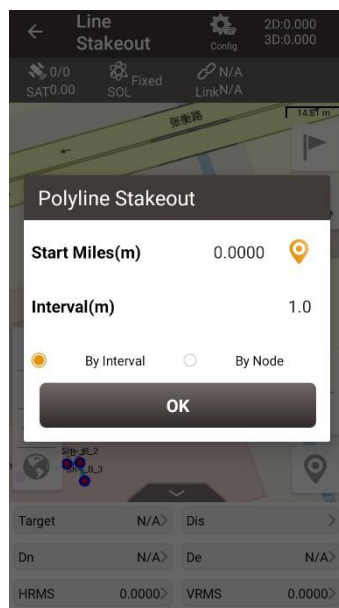 Line
Stakeout
Config
2D:0.000
3D:0.000
0/0
SAT0.00
Fixed
SOL
N/A
LinkN/A
张衡路
14.81 m
Polyline Stakeout
Start Miles(m) 0.0000
Interval(m) 1.0
By Interval By Node
OK
Target N/A> Dis >
Dn N/A> De N/A>
HRMS 0.0000> VRMS 0.0000>